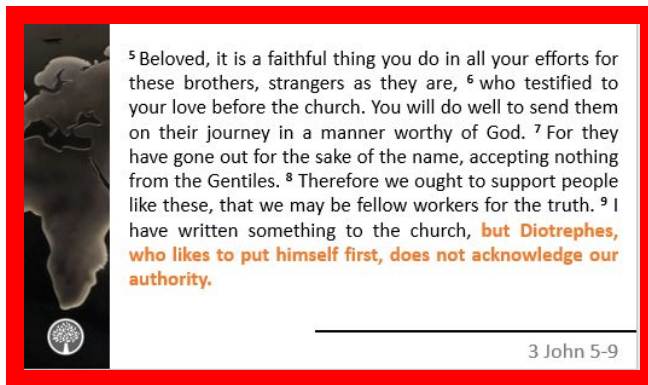 ⁵ Beloved, it is a faithful thing you do in all your efforts for
these brothers, strangers as they are, ⁶ who testified to
your love before the church. You will do well to send them
on their journey in a manner worthy of God. ⁷ For they
have gone out for the sake of the name, accepting nothing
from the Gentiles. ⁸ Therefore we ought to support people
like these, that we may be fellow workers for the truth. ⁹ I
have written something to the church, but Diotrephes,
who likes to put himself first, does not acknowledge our
authority.
3 John 5-9